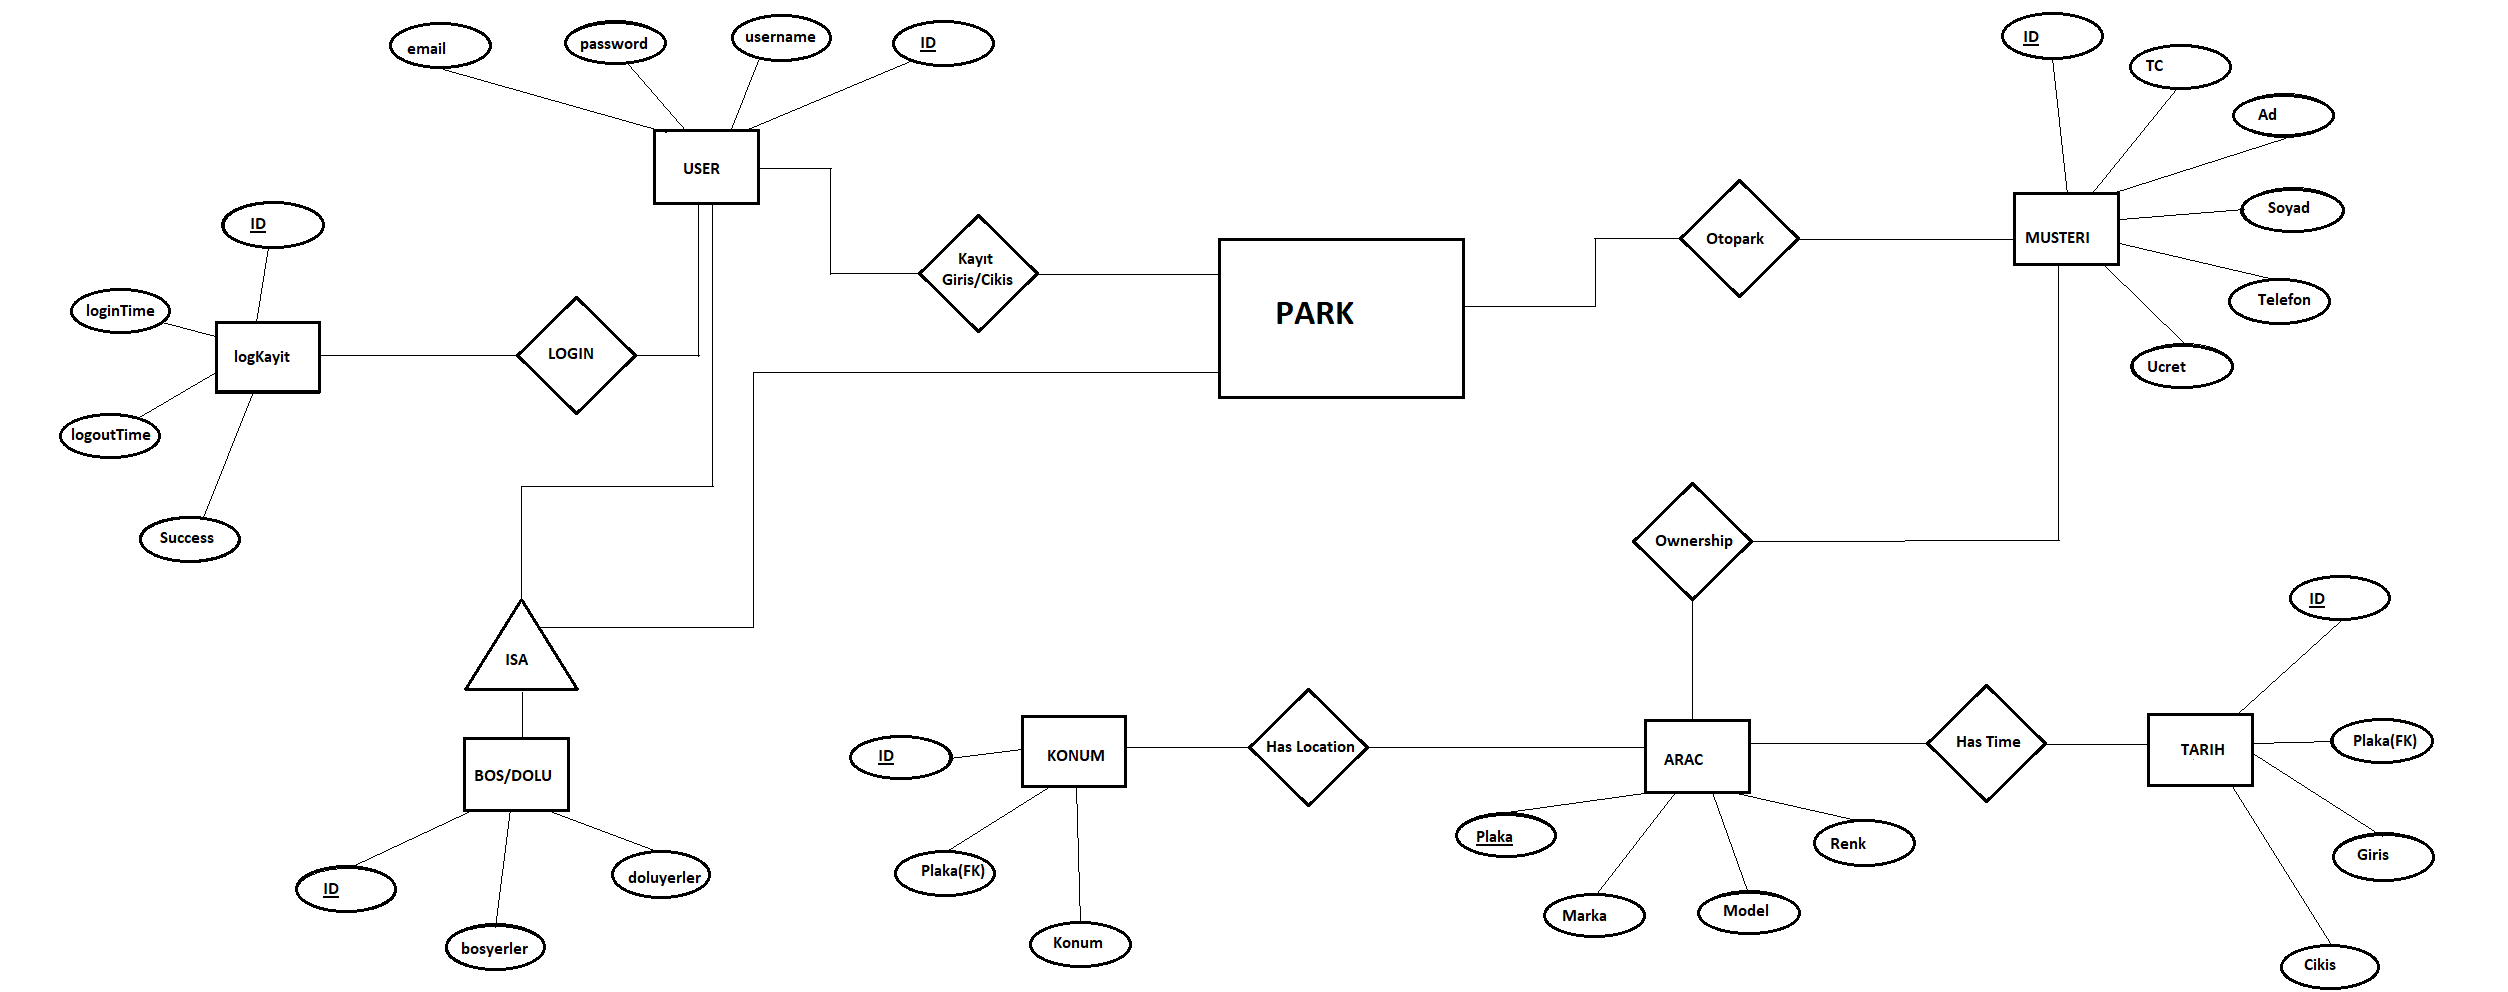 email
password
username
ID
USER
ID
loginTime
logKayit
logoutTime
Success
LOGIN
Kayıt
Giris/Cikis
PARK
Otopark
ID
TC
Ad
Soyad
MUSTERI
Telefon
Ucret
Ownership
ISA
BOS/DOLU
ID
bosyerler
doluyerler
ID
KONUM
Plaka(FK)
Konum
Has Location
ARAC
Plaka
Marka
Model
Renk
Has Time
TARIH
ID
Plaka(FK)
Giris
Cikis